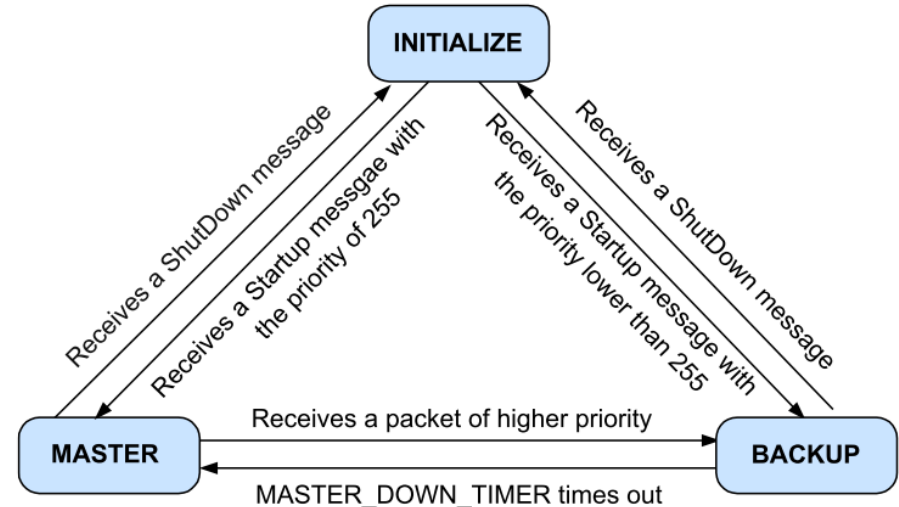 INITIALIZE
Receives a ShutDown message
Receives a Startup messgae with
the priority of 255
Receives a Startup message with
the priority lower than 255
Receives a ShutDown message
MASTER
Receives a packet of higher priority
BACKUP
MASTER_DOWN_TIMER times out